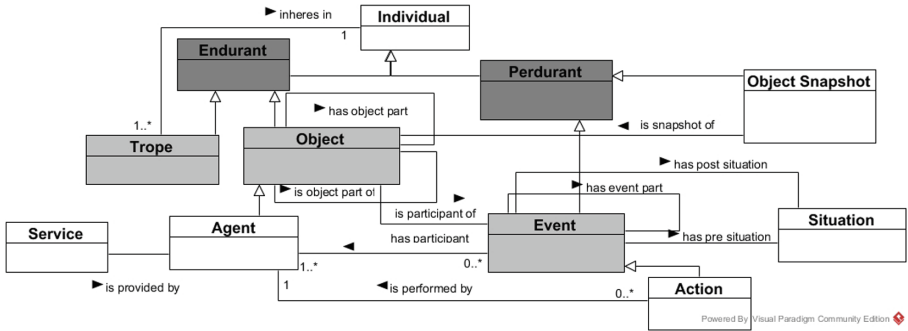 inheres in
Individual
1
Endurant
Perdurant
Object Snapshot
has object part
is snapshot of
1..*
Trope
Object
has post situation
is object part of
has event part
is participant of
Service
Agent
Event
Situation
has participant
has pre situation
1..*
0..*
is provided by
1
is performed by
0..*
Action
Powered By Visual Paradigm Community Edition